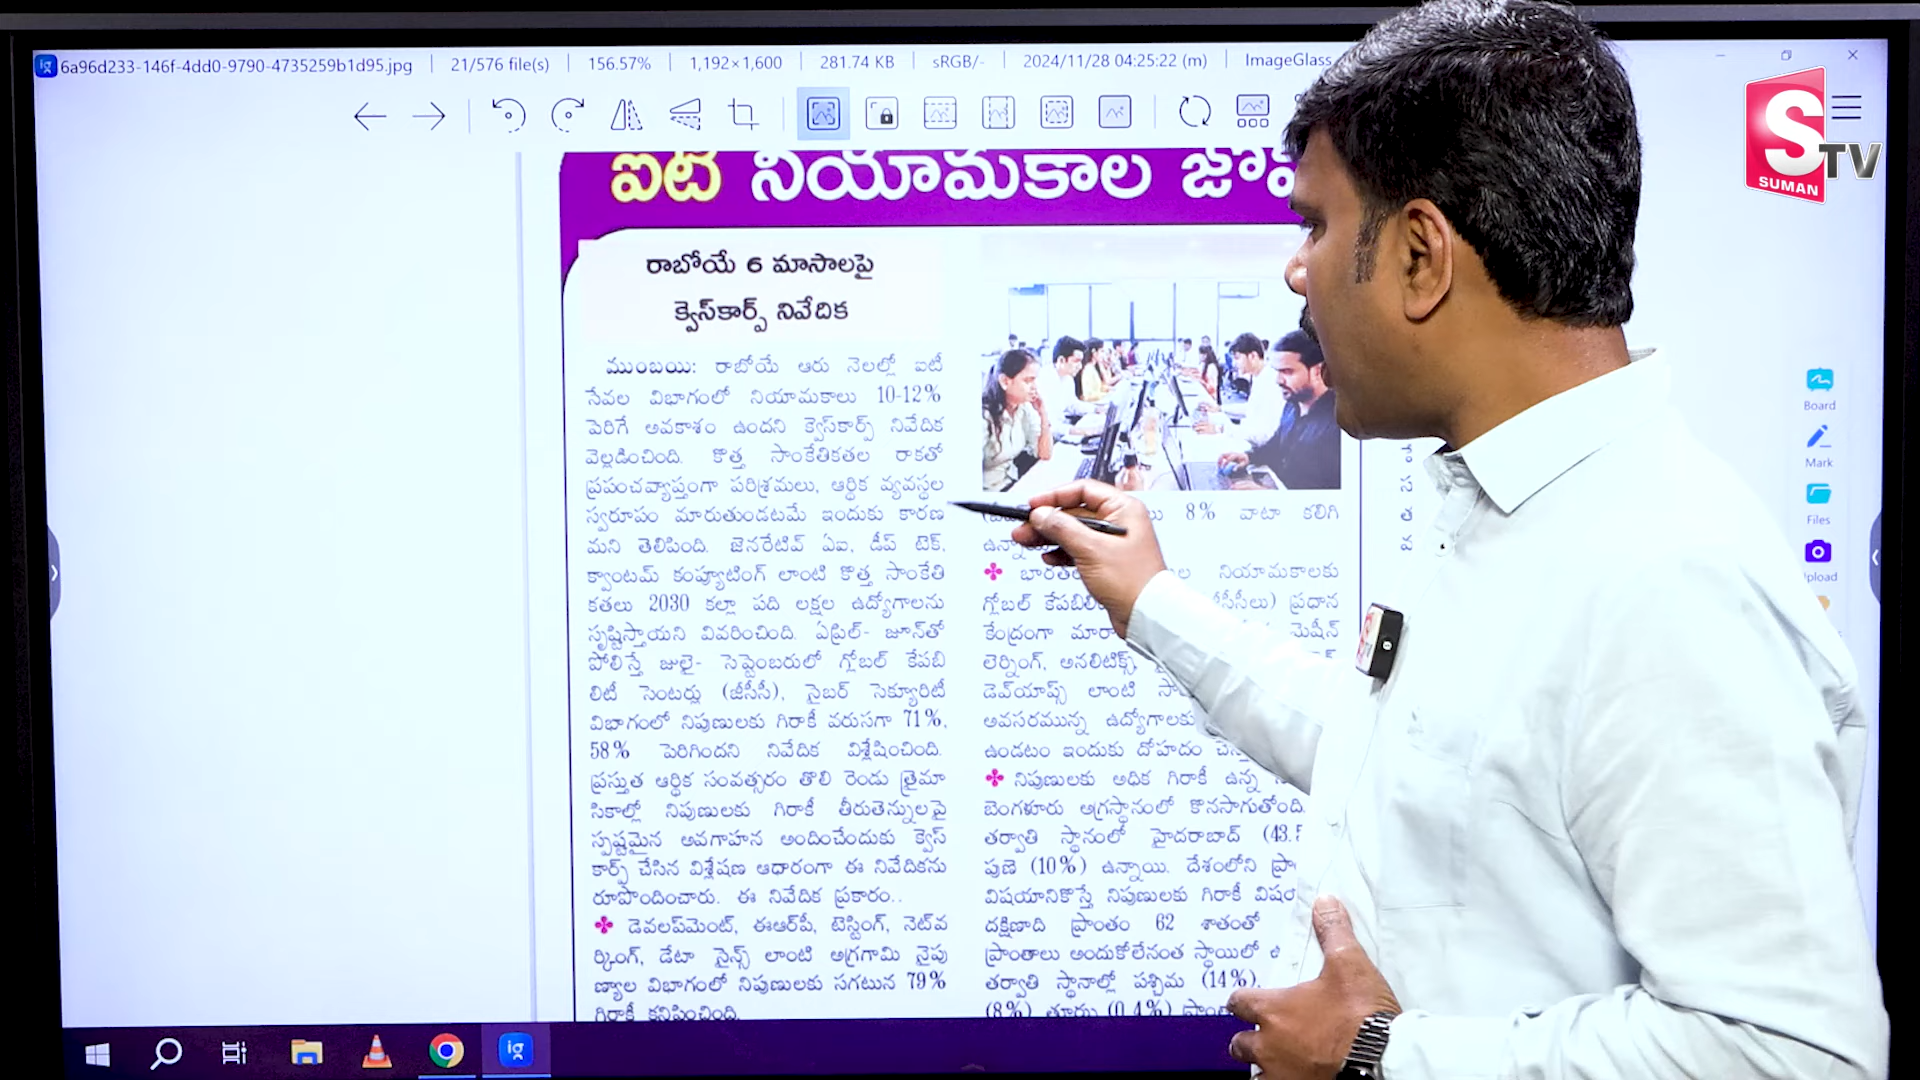 6a96d233-146f-4dd0-9790-4735259b1d95.jpg | 21/576 file(s) | 156.57% | 1,192×1,600 | 281.74 KB | sRGB/- | 2024/11/28 04:25:22 (m) | ImageGlass
S TV
SUMAN
ఐటీ నియామకాల
రాబోయే 6 మాసాలపై
క్వెస్‌కార్ప్ నివేదిక
ముంబయి: రాబోయే ఆరు నెలల్లో ఐటీ
సేవల విభాగంలో నియామకాలు 10-12%
పెరిగే అవకాశం ఉందని క్వెస్‌కార్ప్ నివేదిక
వెల్లడించింది. కొత్త సాంకేతికతల రాకతో
ప్రపంచవ్యాప్తంగా పరిశ్రమలు, ఆర్థిక వ్యవస్థల
స్వరూపం మారుతుండటమే ఇందుకు కారణ
మని తెలిపింది. జెనరేటివ్ ఏఐ, డీప్ టెక్,
క్వాంటమ్ కంప్యూటింగ్ లాంటి కొత్త సాంకేతి
కతలు 2030 కల్లా పది లక్షల ఉద్యోగాలను
సృష్టిస్తాయని వివరించింది. ఏప్రిల్- జూన్‌తో
పోలిస్తే జులై- సెప్టెంబరులో గ్లోబల్ కేపబి
లిటీ సెంటర్లు (జీసీసీ), సైబర్ సెక్యూరిటీ
విభాగంలో నిపుణులకు గిరాకీ వరుసగా 71%,
58% పెరిగిందని నివేదిక విశ్లేషించింది.
ప్రస్తుత ఆర్థిక సంవత్సరం తొలి రెండు త్రైమా
సికాల్లో నిపుణులకు గిరాకీ తీరుతెన్నులపై
స్పష్టమైన అవగాహన అందించేందుకు క్వెస్
కార్ప్ చేసిన విశ్లేషణ ఆధారంగా ఈ నివేదికను
రూపొందించారు. ఈ నివేదిక ప్రకారం..
డెవలప్‌మెంట్, ఈఆర్‌పీ, టెస్టింగ్, నెట్‌వ
ర్కింగ్, డేటా సైన్స్ లాంటి అగ్రగామి నైపు
ణ్యాల విభాగంలో నిపుణులకు సగటున 79%
గిరాకీ కనిపించింది.
8% వాటా కలిగి
ఉన్నాయి
నియామకాలకు
గ్లోబల్ ప్రధాన
కేంద్రంగా మెషీన్
లెర్నింగ్, అనలిటిక్స్,
డెవ్‌యాప్స్ లాంటి
అవసరమున్న ఉద్యోగాలకు
ఉండటం ఇందుకు దోహదం
నిపుణులకు అధిక గిరాకీ ఉన్న
బెంగళూరు అగ్రస్థానంలో కొనసాగుతోంది.
తర్వాతి స్థానంలో హైదరాబాద్ (43.
పుణె (10%) ఉన్నాయి. దేశంలోని
విషయానికొస్తే నిపుణులకు గిరాకీ
దక్షిణాది ప్రాంతం 62 శాతంతో
ప్రాంతాలు అందుకోలేనంత స్థాయిలో
తర్వాతి స్థానాల్లో పశ్చిమ (14%),
(8%) తూర్పు (0.4%)
Board
Mark
Files